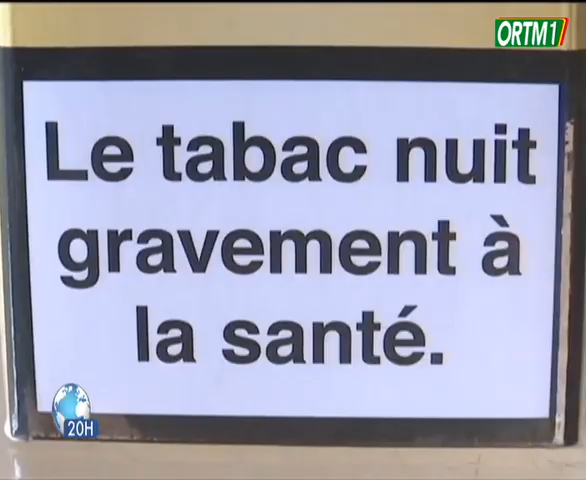 ORTM1
Le tabac nuit
gravement à
la santé.
20H